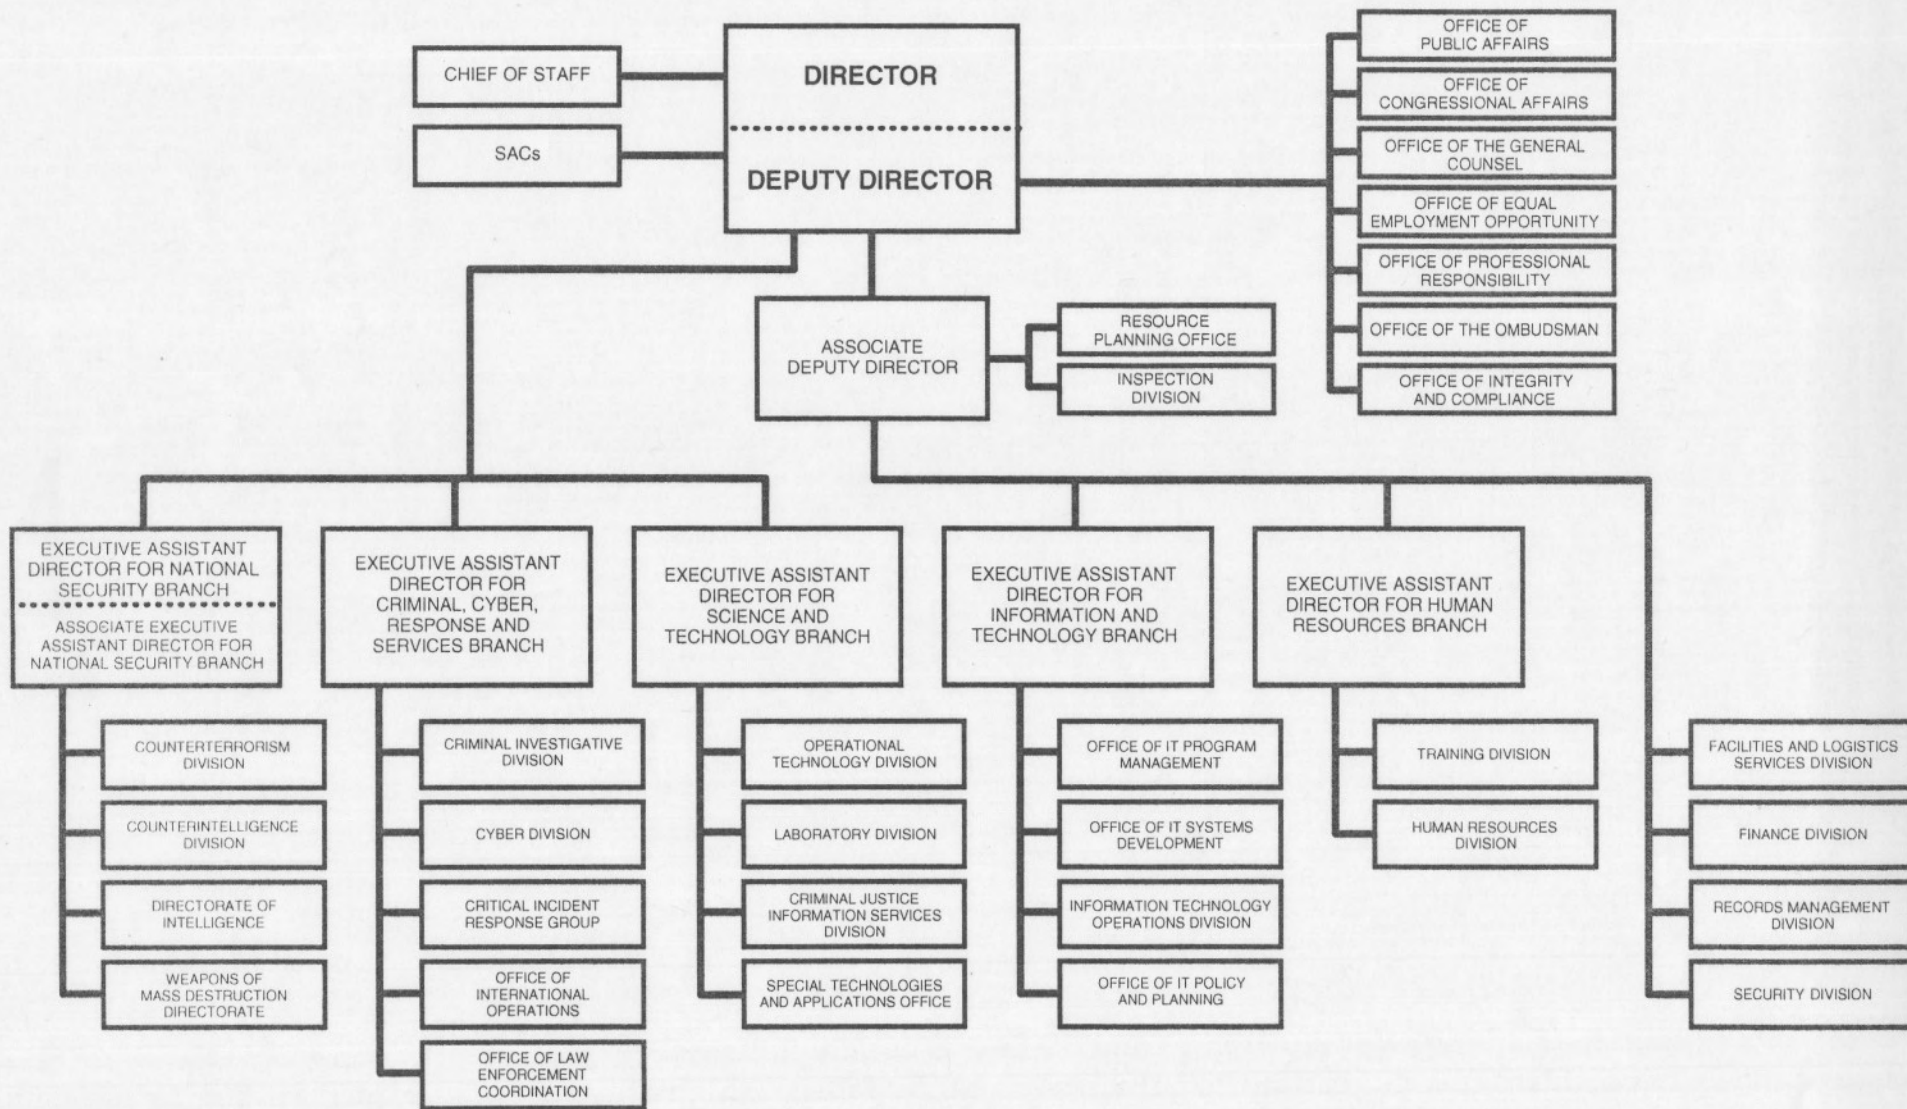 CHIEF OF STAFF
SACs
DIRECTOR
DEPUTY DIRECTOR
OFFICE OF
PUBLIC AFFAIRS
OFFICE OF
CONGRESSIONAL AFFAIRS
OFFICE OF THE GENERAL
COUNSEL
OFFICE OF EQUAL
EMPLOYMENT OPPORTUNITY
OFFICE OF PROFESSIONAL
RESPONSIBILITY
OFFICE OF THE OMBUDSMAN
OFFICE OF INTEGRITY
AND COMPLIANCE
ASSOCIATE
DEPUTY DIRECTOR
RESOURCE
PLANNING OFFICE
INSPECTION
DIVISION
EXECUTIVE ASSISTANT
DIRECTOR FOR NATIONAL
SECURITY BRANCH
ASSOCIATE EXECUTIVE
ASSISTANT DIRECTOR FOR
NATIONAL SECURITY BRANCH
COUNTERTERRORISM
DIVISION
COUNTERINTELLIGENCE
DIVISION
DIRECTORATE OF
INTELLIGENCE
WEAPONS OF
MASS DESTRUCTION
DIRECTORATE
EXECUTIVE ASSISTANT
DIRECTOR FOR
CRIMINAL, CYBER,
RESPONSE AND
SERVICES BRANCH
CRIMINAL INVESTIGATIVE
DIVISION
CYBER DIVISION
CRITICAL INCIDENT
RESPONSE GROUP
OFFICE OF
INTERNATIONAL
OPERATIONS
OFFICE OF LAW
ENFORCEMENT
COORDINATION
EXECUTIVE ASSISTANT
DIRECTOR FOR
SCIENCE AND
TECHNOLOGY BRANCH
OPERATIONAL
TECHNOLOGY DIVISION
LABORATORY DIVISION
CRIMINAL JUSTICE
INFORMATION SERVICES
DIVISION
SPECIAL TECHNOLOGIES
AND APPLICATIONS OFFICE
EXECUTIVE ASSISTANT
DIRECTOR FOR
INFORMATION AND
TECHNOLOGY BRANCH
OFFICE OF IT PROGRAM
MANAGEMENT
OFFICE OF IT SYSTEMS
DEVELOPMENT
INFORMATION TECHNOLOGY
OPERATIONS DIVISION
OFFICE OF IT POLICY
AND PLANNING
EXECUTIVE ASSISTANT
DIRECTOR FOR HUMAN
RESOURCES BRANCH
TRAINING DIVISION
HUMAN RESOURCES
DIVISION
FACILITIES AND LOGISTICS
SERVICES DIVISION
FINANCE DIVISION
RECORDS MANAGEMENT
DIVISION
SECURITY DIVISION